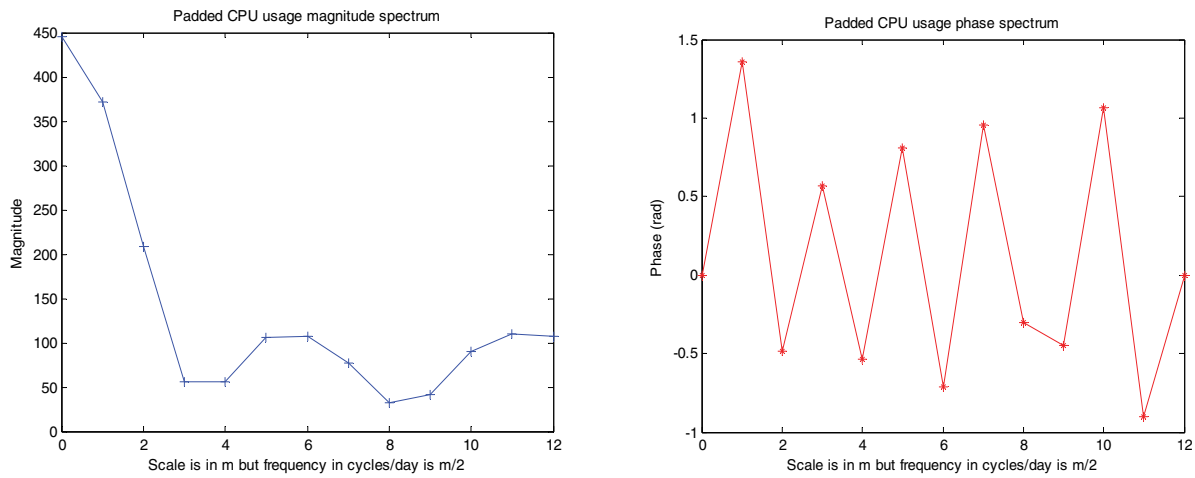 Padded CPU usage magnitude spectrum
450
400
350
300
250
200
150
100
50
0
Magnitude
0 2 4 6 8 10 12
Scale is in m but frequency in cycles/day is m/2
Padded CPU usage phase spectrum
1.5
1
0.5
0
-0.5
-1
Phase (rad)
0 2 4 6 8 10 12
Scale is in m but frequency in cycles/day is m/2